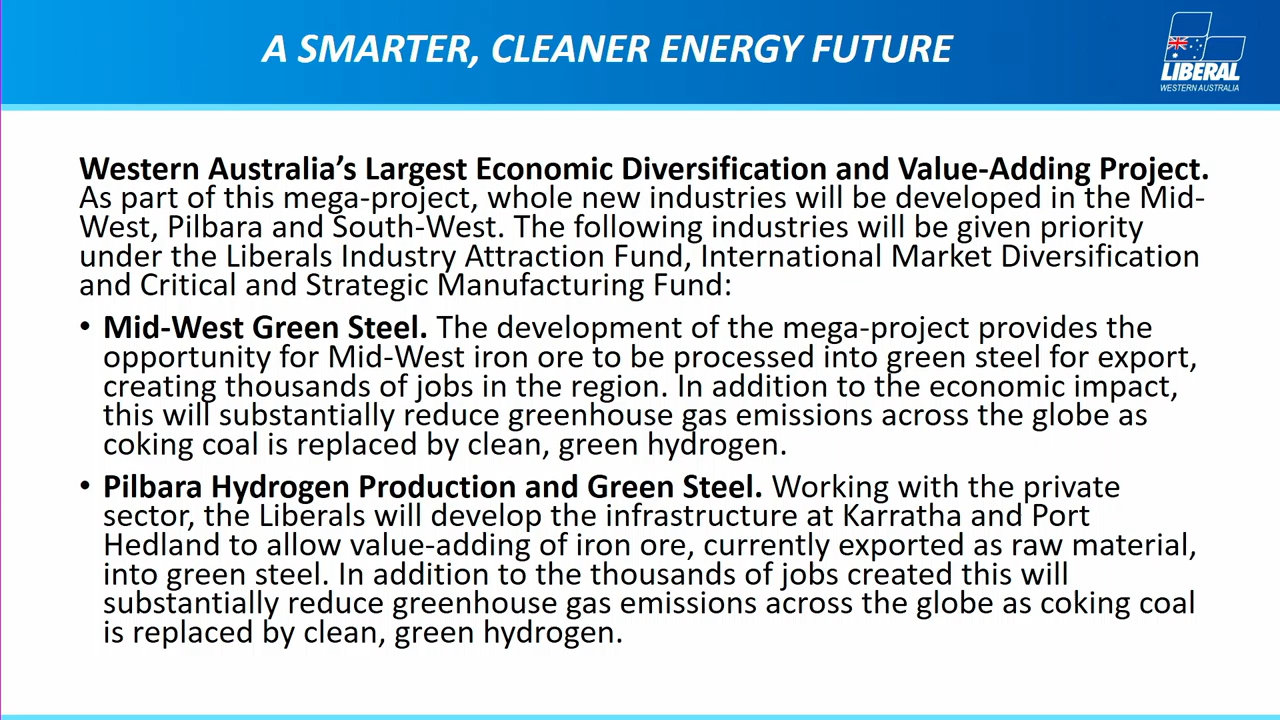 A SMARTER, CLEANER ENERGY FUTURE
LIBERAL
WESTERN AUSTRALIA
Western Australia’s Largest Economic Diversification and Value-Adding Project.
As part of this mega-project, whole new industries will be developed in the Mid-
West, Pilbara and South-West. The following industries will be given priority
under the Liberals Industry Attraction Fund, International Market Diversification
and Critical and Strategic Manufacturing Fund:
• Mid-West Green Steel. The development of the mega-project provides the
opportunity for Mid-West iron ore to be processed into green steel for export,
creating thousands of jobs in the region. In addition to the economic impact,
this will substantially reduce greenhouse gas emissions across the globe as
coking coal is replaced by clean, green hydrogen.
• Pilbara Hydrogen Production and Green Steel. Working with the private
sector, the Liberals will develop the infrastructure at Karratha and Port
Hedland to allow value-adding of iron ore, currently exported as raw material,
into green steel. In addition to the thousands of jobs created this will
substantially reduce greenhouse gas emissions across the globe as coking coal
is replaced by clean, green hydrogen.